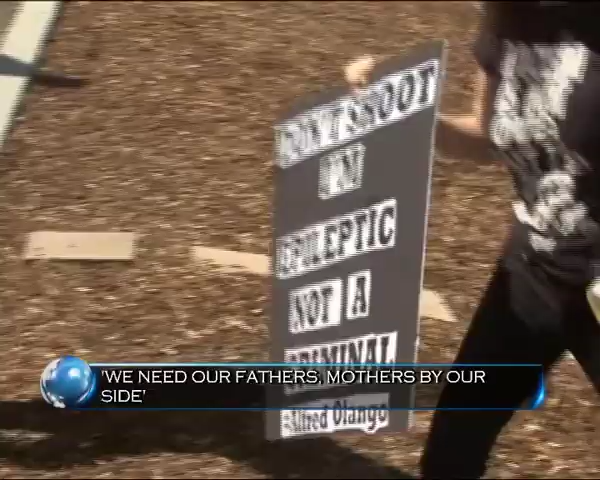 DON'T SHOOT
I'M
EPILEPTIC
NOT A
CRIMINAL
-Alfred Olango
'WE NEED OUR FATHERS, MOTHERS BY OUR
SIDE'